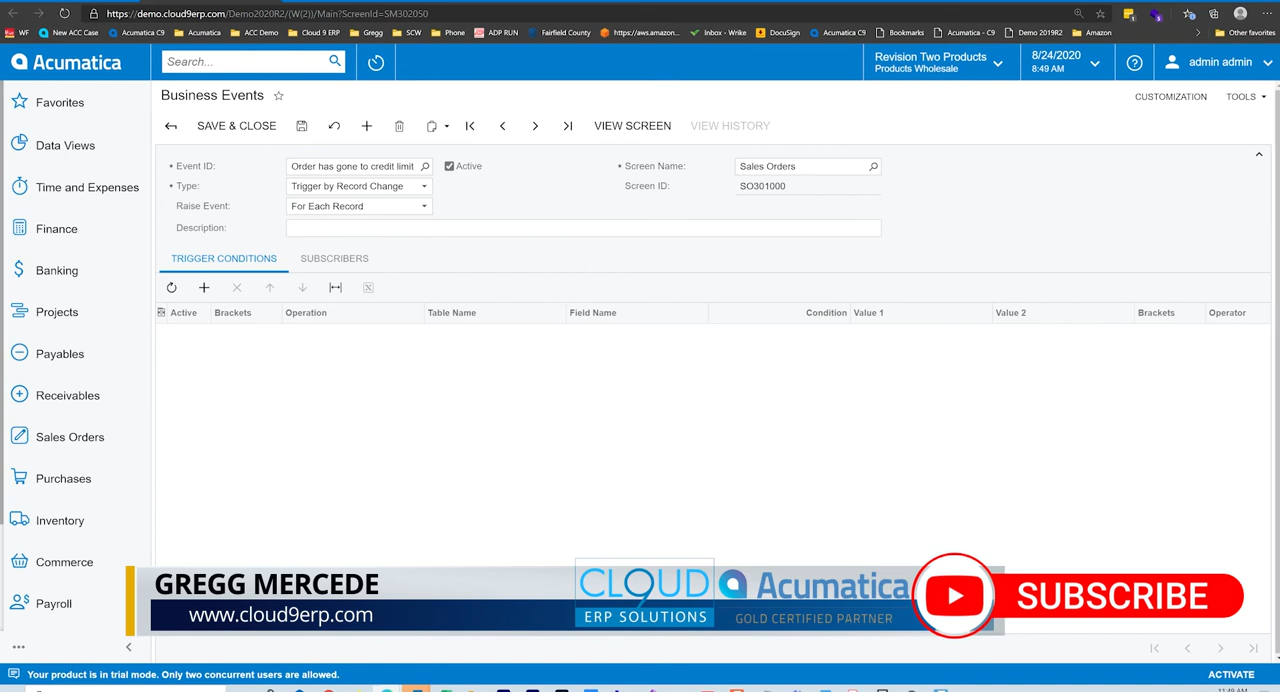 https://demo.cloud9erp.com/Demo2020R2/(W(2))/Main?ScreenId=SM302050
WF New ACC Case Acumatica C9 Acumatica ACC Demo Cloud 9 ERP Gregg SCW Phone ADP RUN Fairfield County https://aws.amazon... Inbox - Wrike DocuSign Acumatica C9 Bookmarks Acumatica - C9 Demo 2019R2 Amazon Other favorites
Acumatica Search... Revision Two Products 8/24/2020 admin admin
Products Wholesale 8:49 AM
Favorites
Data Views
Time and Expenses
Finance
Banking
Projects
Payables
Receivables
Sales Orders
Purchases
Inventory
Commerce
Payroll
Business Events CUSTOMIZATION TOOLS
SAVE & CLOSE VIEW SCREEN VIEW HISTORY
* Event ID: Order has gone to credit limit Active * Screen Name: Sales Orders
* Type: Trigger by Record Change Screen ID: SO301000
Raise Event: For Each Record
Description:
TRIGGER CONDITIONS SUBSCRIBERS
Active Brackets Operation Table Name Field Name Condition Value 1 Value 2 Brackets Operator
GREGG MERCEDE
www.cloud9erp.com
CLOUD9
ERP SOLUTIONS
Acumatica
GOLD CERTIFIED PARTNER
SUBSCRIBE
Your product is in trial mode. Only two concurrent users are allowed. ACTIVATE